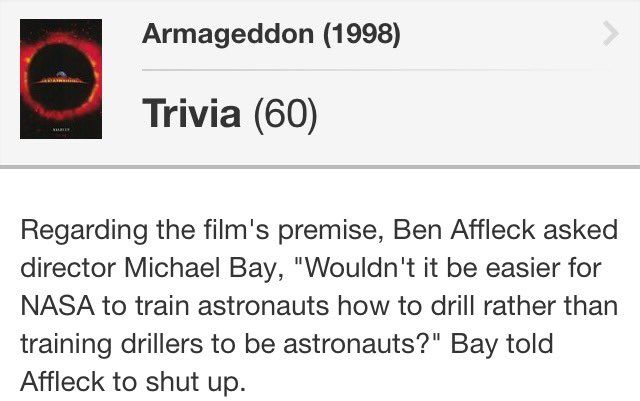 Armageddon (1998)
Trivia (60)
Regarding the film's premise, Ben Affleck asked
director Michael Bay, "Wouldn't it be easier for
NASA to train astronauts how to drill rather than
training drillers to be astronauts?" Bay told
Affleck to shut up.